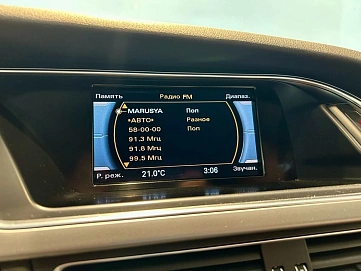 Память Радио FM Диапаз.
MARUSYA Поп
•АВТО• Разное
58-00-00 Поп
91.3 Мгц
91.8 Мгц
99.5 Мгц
Р. реж. 21.0°C 3:06 Звучан.